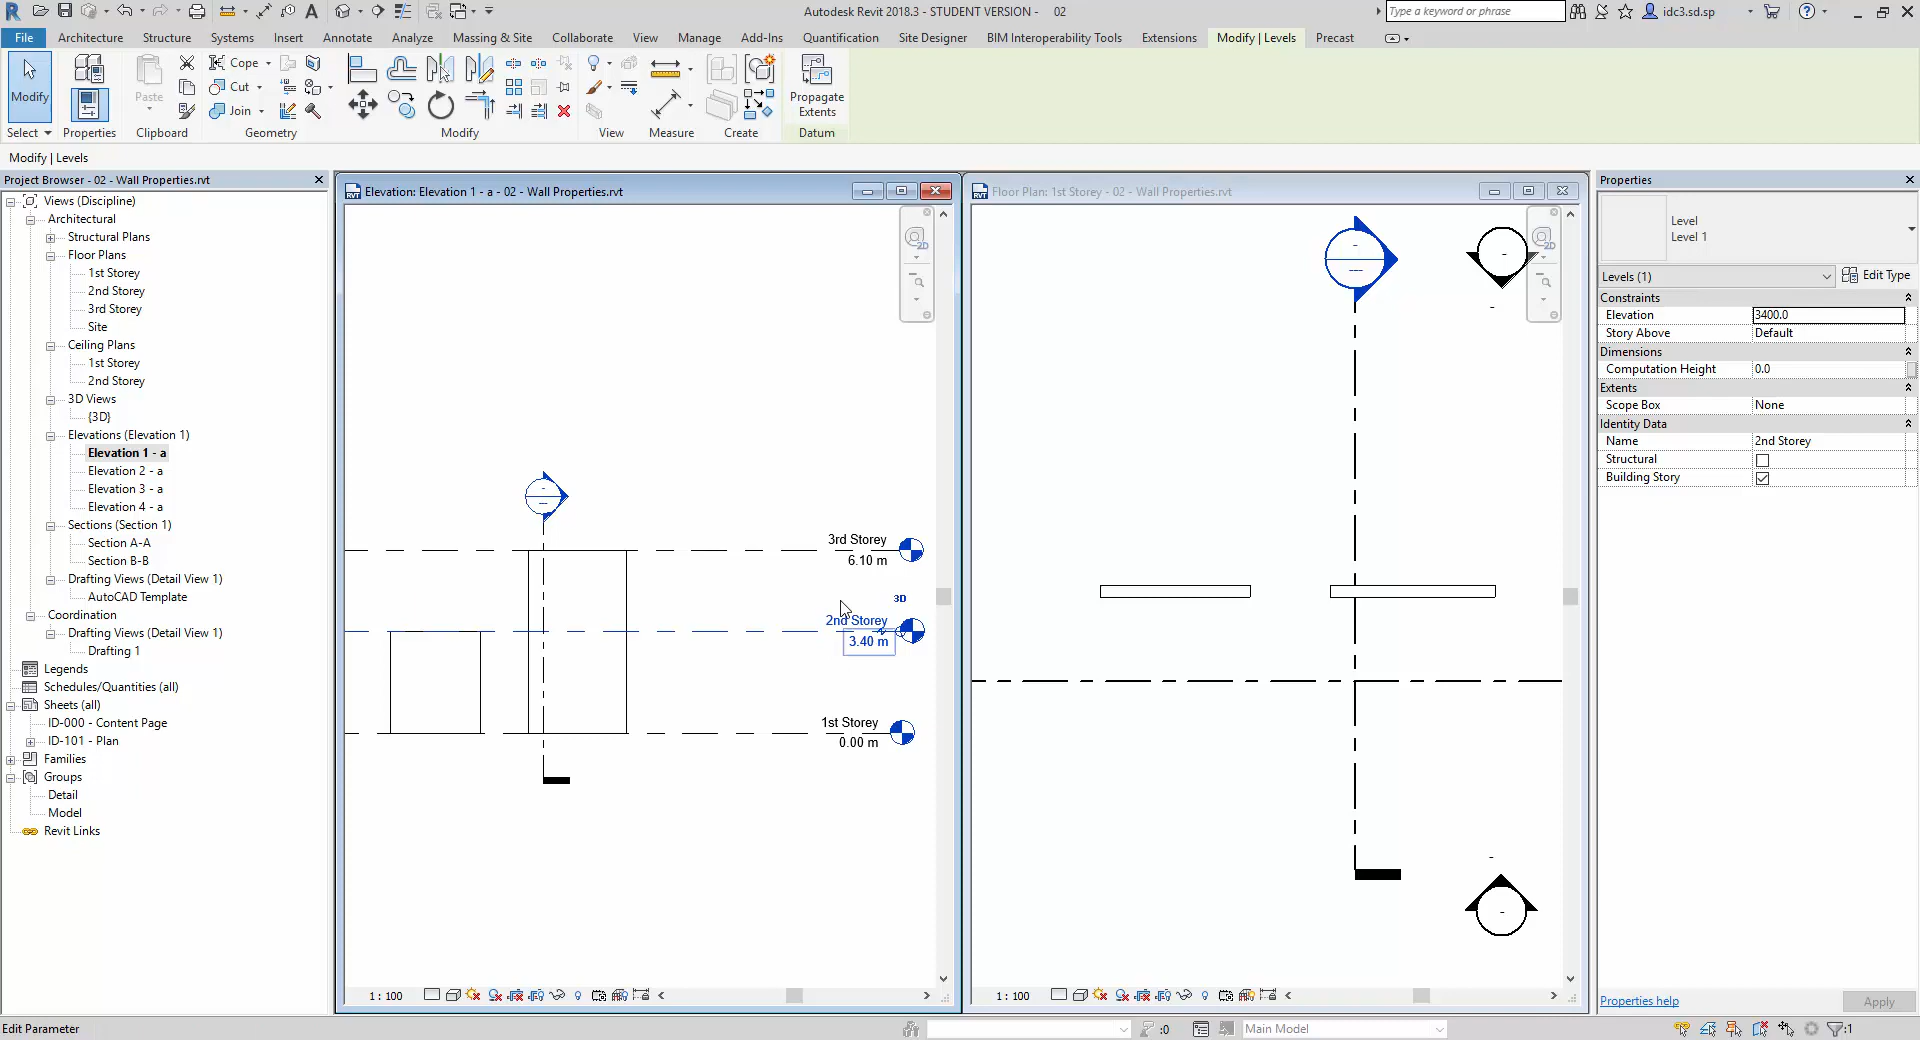 Autodesk Revit 2018.3 - STUDENT VERSION - 02
Type a keyword or phrase
idc3.sd.sp
File Architecture Structure Systems Insert Annotate Analyze Massing & Site Collaborate View Manage Add-Ins Quantification Site Designer BIM Interoperability Tools Extensions Modify | Levels Precast
Modify
Paste
Cope
Cut
Join
Propagate
Extents
Select Properties Clipboard Geometry Modify View Measure Create Datum
Modify | Levels
Project Browser - 02 - Wall Properties.rvt
Views (Discipline)
Architectural
Structural Plans
Floor Plans
1st Storey
2nd Storey
3rd Storey
Site
Ceiling Plans
1st Storey
2nd Storey
3D Views
{3D}
Elevations (Elevation 1)
Elevation 1 - a
Elevation 2 - a
Elevation 3 - a
Elevation 4 - a
Sections (Section 1)
Section A-A
Section B-B
Drafting Views (Detail View 1)
AutoCAD Template
Coordination
Drafting Views (Detail View 1)
Drafting 1
Legends
Schedules/Quantities (all)
Sheets (all)
ID-000 - Content Page
ID-101 - Plan
Families
Groups
Detail
Model
Revit Links
Elevation: Elevation 1 - a - 02 - Wall Properties.rvt
2D
3rd Storey
6.10 m
3D
2nd Storey
3.40 m
1st Storey
0.00 m
1 : 100
Floor Plan: 1st Storey - 02 - Wall Properties.rvt
2D
1 : 100
Properties
Level
Level 1
Levels (1)
Edit Type
Constraints
Elevation 3400.0
Story Above Default
Dimensions
Computation Height 0.0
Extents
Scope Box None
Identity Data
Name 2nd Storey
Structural
Building Story
Properties help
Apply
Edit Parameter
:0
Main Model
:1